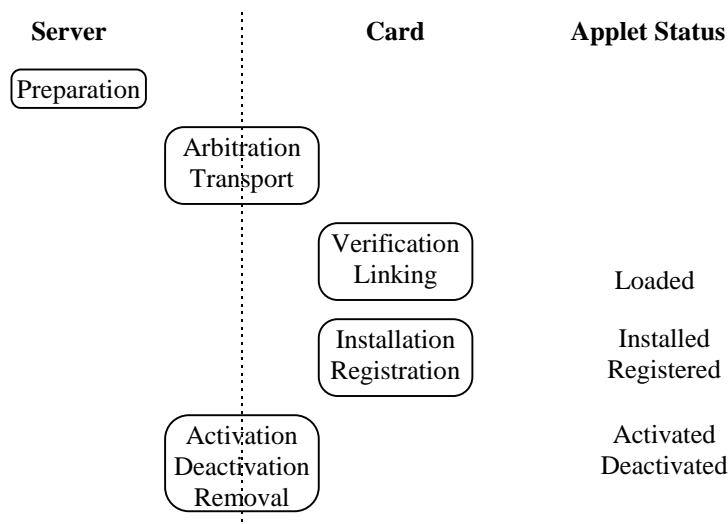 Server Card Applet Status
Preparation
Arbitration
Transport
Verification
Linking
Loaded
Installation
Registration
Installed
Registered
Activation
Deactivation
Removal
Activated
Deactivated